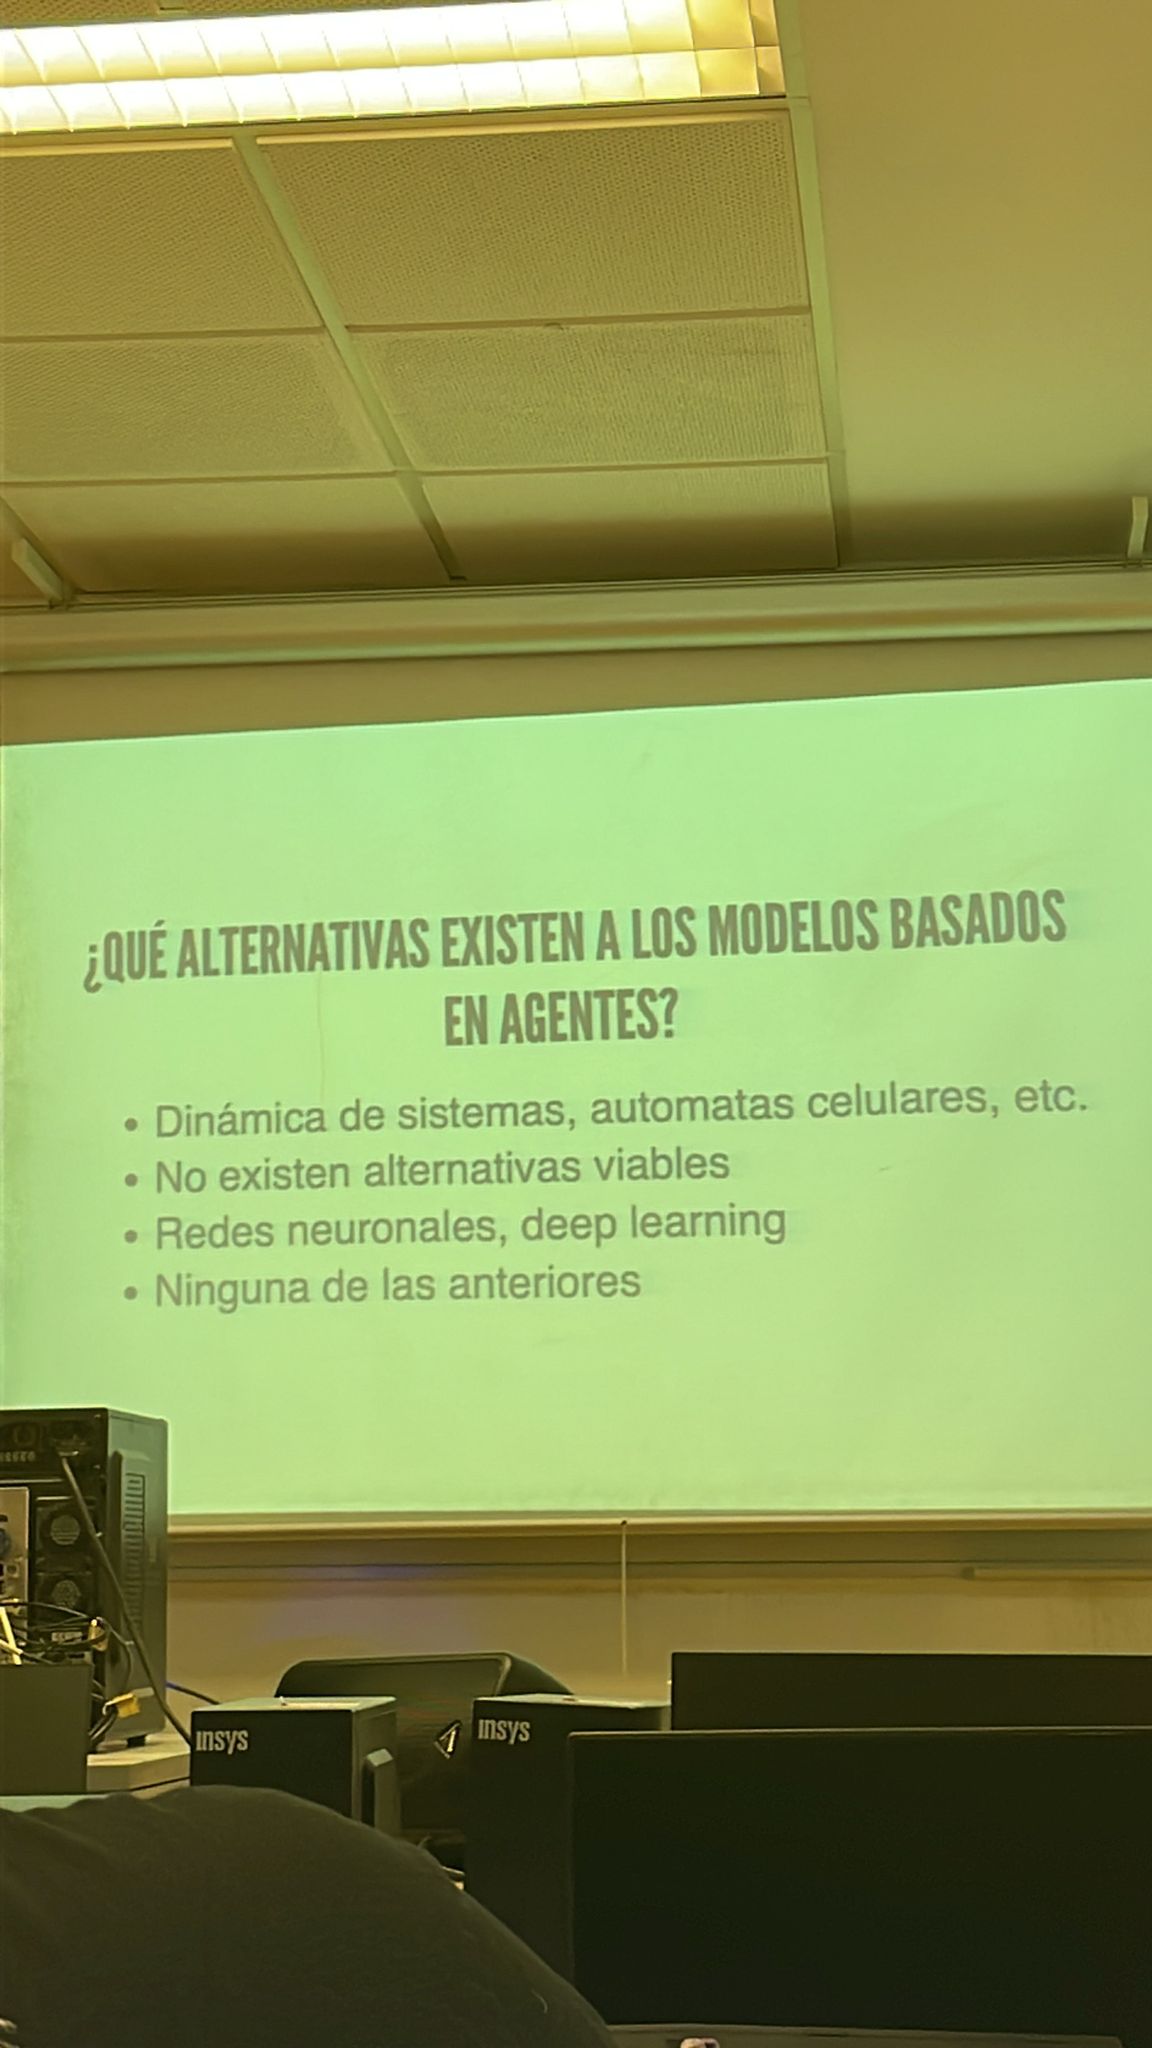 ¿QUÉ ALTERNATIVAS EXISTEN A LOS MODELOS BASADOS
EN AGENTES?
• Dinámica de sistemas, automatas celulares, etc.
• No existen alternativas viables
• Redes neuronales, deep learning
• Ninguna de las anteriores
insys
insys